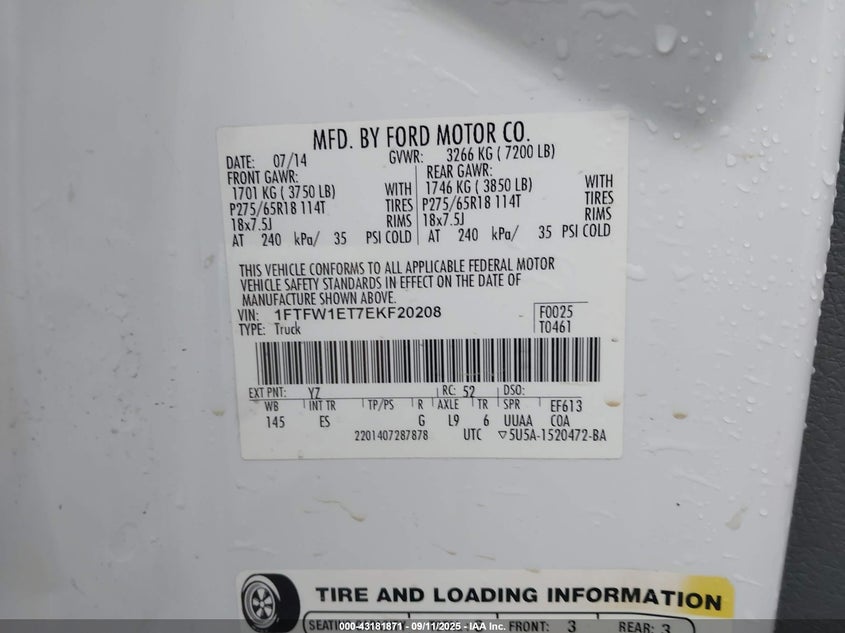 MFD. BY FORD MOTOR CO.
DATE: 07/14 GVWR: 3266 KG ( 7200 LB)
FRONT GAWR: REAR GAWR:
1701 KG ( 3750 LB) WITH 1746 KG ( 3850 LB) WITH
P275/65R18 114T TIRES P275/65R18 114T TIRES
18x7.5J RIMS 18x7.5J RIMS
AT 240 kPa/ 35 PSI COLD AT 240 kPa/ 35 PSI COLD
THIS VEHICLE CONFORMS TO ALL APPLICABLE FEDERAL MOTOR
VEHICLE SAFETY STANDARDS IN EFFECT ON THE DATE OF
MANUFACTURE SHOWN ABOVE.
VIN: 1FTFW1ET7EKF20208 F0025
TYPE: Truck T0461
EXT PNT: YZ RC: 52 DSO:
WB INT TR TP/PS R AXLE TR SPR EF613
145 ES G L9 6 UUAA COA
2201407287878 UTC ▽5U5A-1520472-BA
TIRE AND LOADING INFORMATION
FRONT: 3 REAR: 3
000-43181871 - 09/11/2025 - IAA Inc.